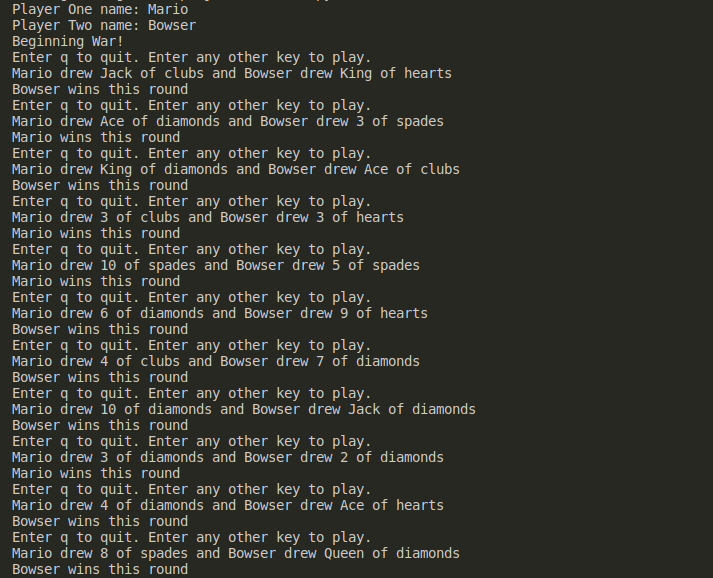 Player One name: Mario
Player Two name: Bowser
Beginning War!
Enter q to quit. Enter any other key to play.
Mario drew Jack of clubs and Bowser drew King of hearts
Bowser wins this round
Enter q to quit. Enter any other key to play.
Mario drew Ace of diamonds and Bowser drew 3 of spades
Mario wins this round
Enter q to quit. Enter any other key to play.
Mario drew King of diamonds and Bowser drew Ace of clubs
Bowser wins this round
Enter q to quit. Enter any other key to play.
Mario drew 3 of clubs and Bowser drew 3 of hearts
Mario wins this round
Enter q to quit. Enter any other key to play.
Mario drew 10 of spades and Bowser drew 5 of spades
Mario wins this round
Enter q to quit. Enter any other key to play.
Mario drew 6 of diamonds and Bowser drew 9 of hearts
Bowser wins this round
Enter q to quit. Enter any other key to play.
Mario drew 4 of clubs and Bowser drew 7 of diamonds
Bowser wins this round
Enter q to quit. Enter any other key to play.
Mario drew 10 of diamonds and Bowser drew Jack of diamonds
Bowser wins this round
Enter q to quit. Enter any other key to play.
Mario drew 3 of diamonds and Bowser drew 2 of diamonds
Mario wins this round
Enter q to quit. Enter any other key to play.
Mario drew 4 of diamonds and Bowser drew Ace of hearts
Bowser wins this round
Enter q to quit. Enter any other key to play.
Mario drew 8 of spades and Bowser drew Queen of diamonds
Bowser wins this round